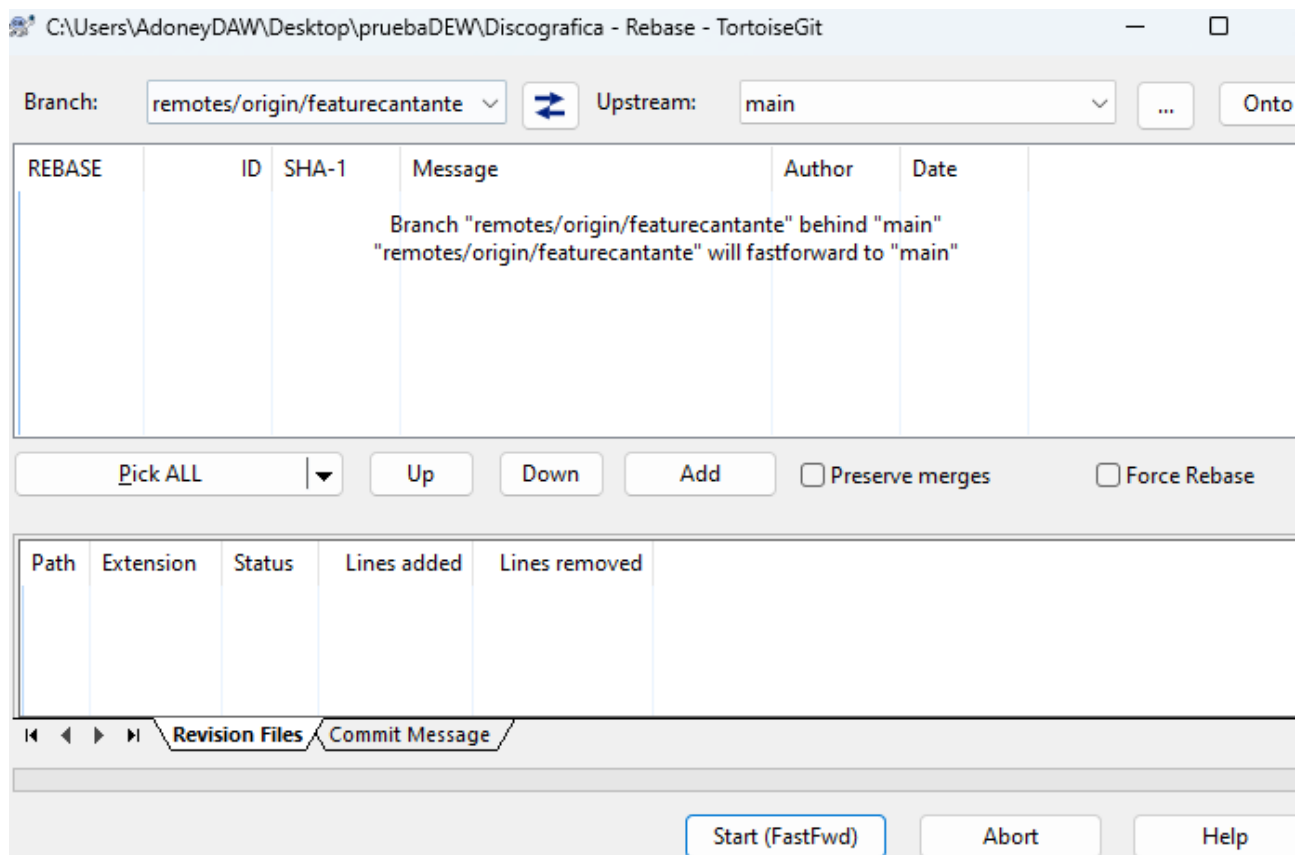 C:\Users\AdoneyDAW\Desktop\pruebaDEW\Discografica - Rebase - TortoiseGit
Branch: remotes/origin/featurecantante Upstream: main ... Onto
REBASE ID SHA-1 Message Author Date
Branch "remotes/origin/featurecantante" behind "main"
"remotes/origin/featurecantante" will fastforward to "main"
Pick ALL Up Down Add Preserve merges Force Rebase
Path Extension Status Lines added Lines removed
Revision Files Commit Message
Start (FastFwd) Abort Help